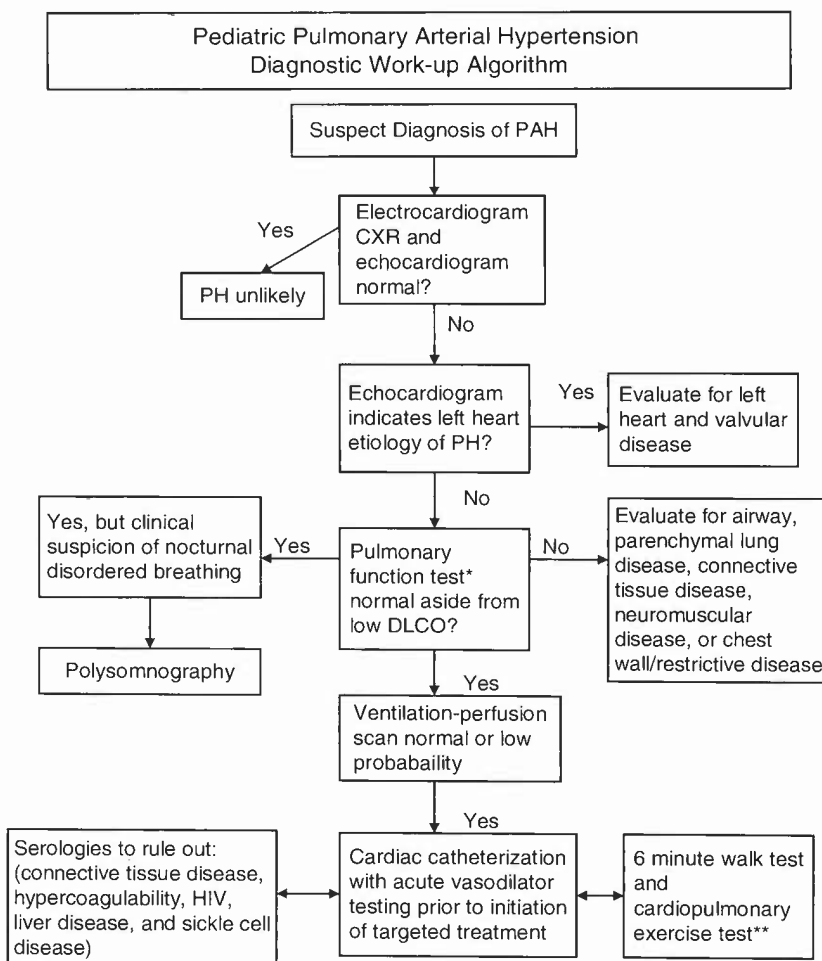 Pediatric Pulmonary Arterial Hypertension
Diagnostic Work-up Algorithm
Suspect Diagnosis of PAH
Electrocardiogram
CXR and
echocardiogram
normal?
Yes
PH unlikely
No
Echocardiogram
indicates left heart
etiology of PH?
Yes
Evaluate for left
heart and valvular
disease
No
Yes, but clinical
suspicion of nocturnal
disordered breathing
Yes
Pulmonary
function test*
normal aside from
low DLCO?
No
Evaluate for airway,
parenchymal lung
disease, connective
tissue disease,
neuromuscular
disease, or chest
wall/restrictive disease
Polysomnography
Yes
Ventilation-perfusion
scan normal or low
probabaility
Yes
Serologies to rule out:
(connective tissue disease,
hypercoagulability, HIV,
liver disease, and sickle cell
disease)
Cardiac catheterization
with acute vasodilator
testing prior to initiation
of targeted treatment
6 minute walk test
and
cardiopulmonary
exercise test**